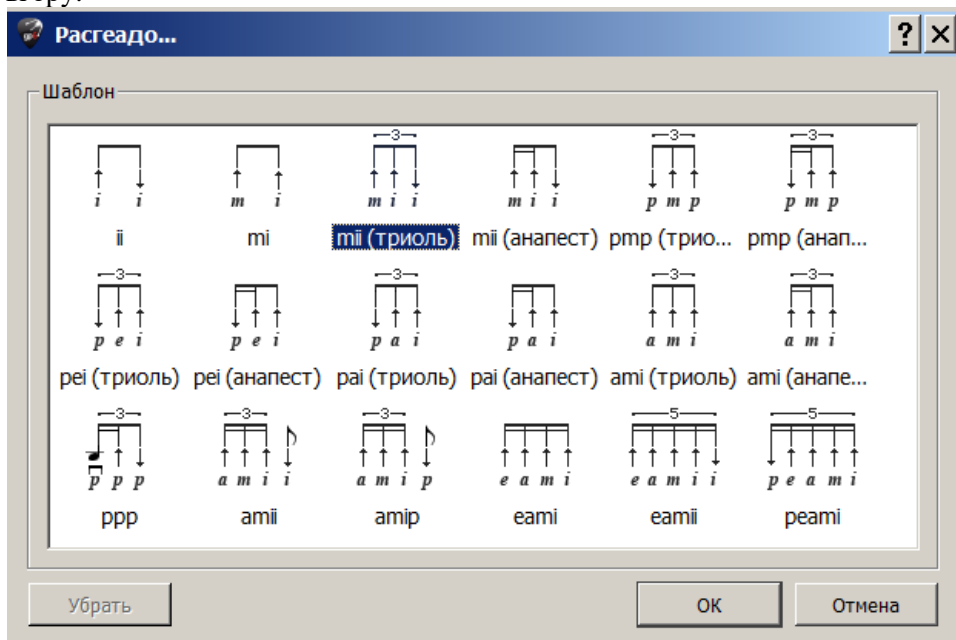 Расгеадо...
Шаблон
3 3 3
i i m i m i i m i i p m p p m p
ii mi mii (триоль) mii (анапест) pmp (трио... pmp (анап...
3 3 3 3
p e i p e i p a i p a i a m i a m i
pei (триоль) pei (анапест) pai (триоль) pai (анапест) ami (триоль) ami (анапе...
3 3 3 5 5
p p p a m i i a m i p e a m i e a m i i p e a m i
ppp amii amip eami eamii peami
Убрать ОК Отмена